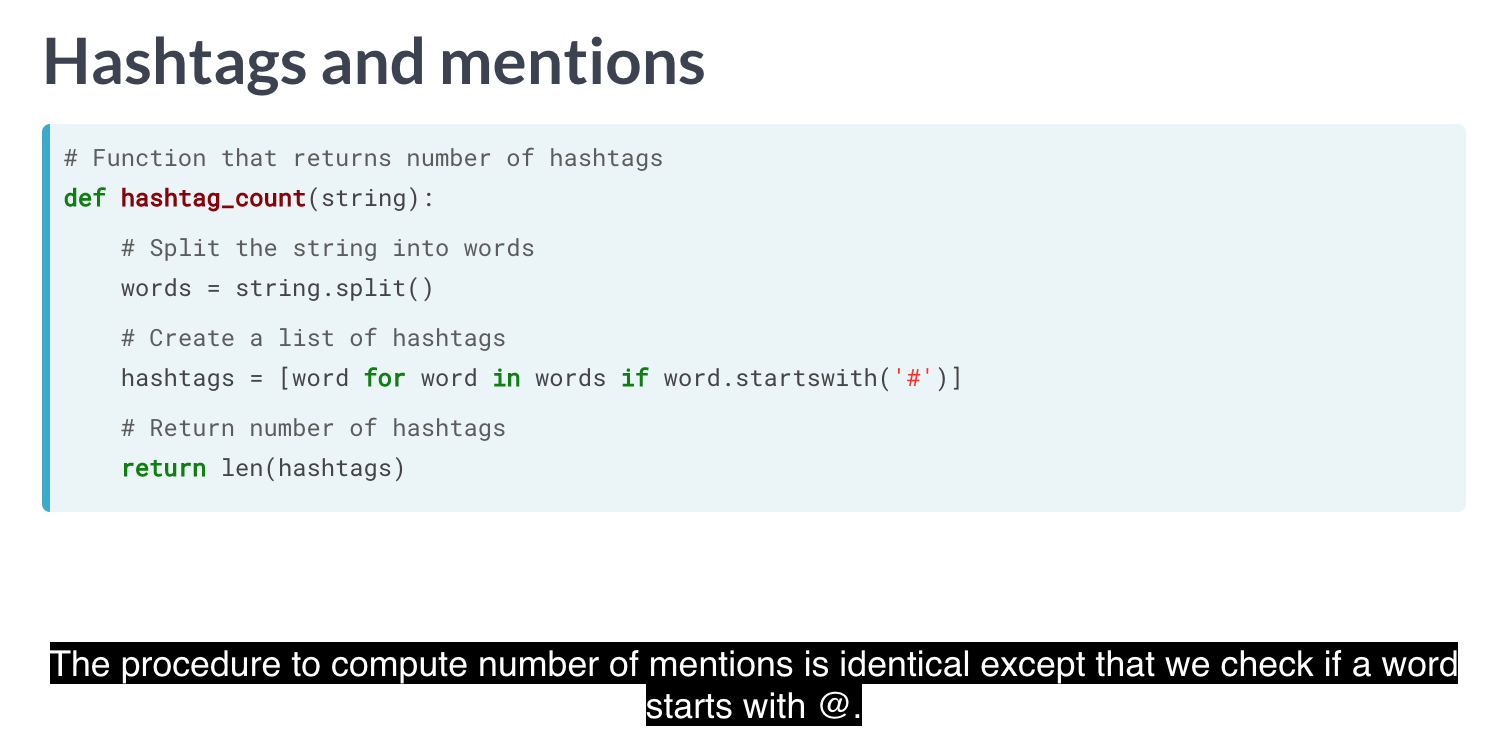 Hashtags and mentions
# Function that returns number of hashtags
def hashtag_count(string):
    # Split the string into words
    words = string.split()
    # Create a list of hashtags
    hashtags = [word for word in words if word.startswith('#')]
    # Return number of hashtags
    return len(hashtags)
The procedure to compute number of mentions is identical except that we check if a word
starts with @.